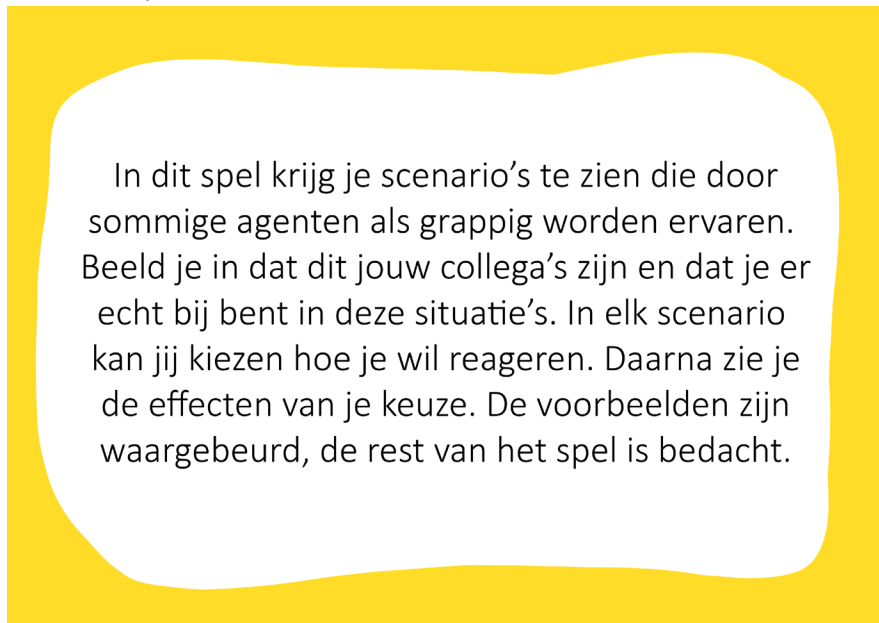 In dit spel krijg je scenario’s te zien die door
sommige agenten als grappig worden ervaren.
Beeld je in dat dit jouw collega’s zijn en dat je er
echt bij bent in deze situatie’s. In elk scenario
kan jij kiezen hoe je wil reageren. Daarna zie je
de effecten van je keuze. De voorbeelden zijn
waargebeurd, de rest van het spel is bedacht.